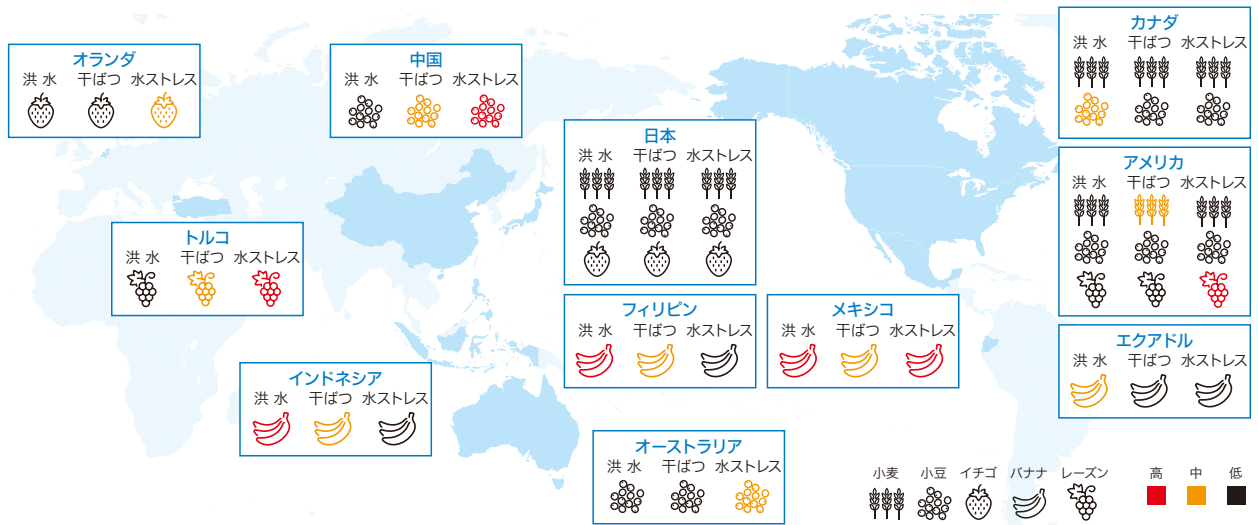 オランダ
洪 水 干ばつ 水ストレス
中国
洪 水 干ばつ 水ストレス
カナダ
洪 水 干ばつ 水ストレス
日本
洪 水 干ばつ 水ストレス
アメリカ
洪 水 干ばつ 水ストレス
トルコ
洪 水 干ばつ 水ストレス
フィリピン
洪 水 干ばつ 水ストレス
メキシコ
洪 水 干ばつ 水ストレス
エクアドル
洪 水 干ばつ 水ストレス
インドネシア
洪 水 干ばつ 水ストレス
オーストラリア
洪 水 干ばつ 水ストレス
小麦 小豆 イチゴ バナナ レーズン
高 中 低